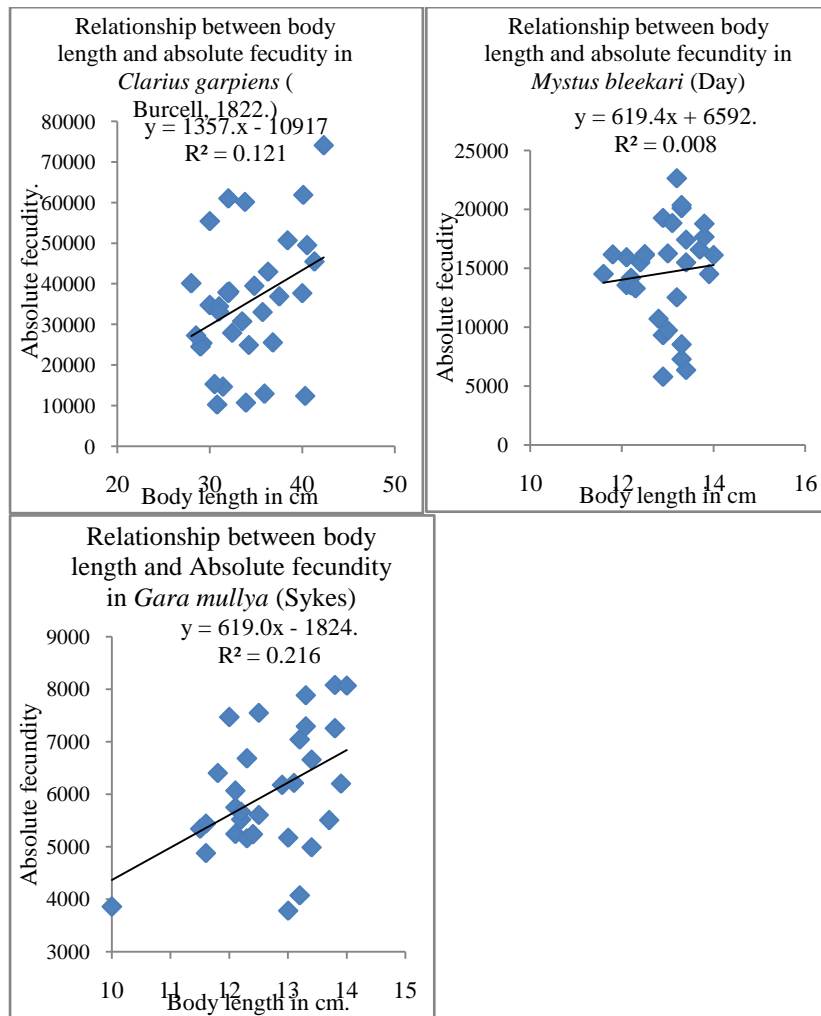 Relationship between body
length and absolute fecudity in
Clarius garpiens (
Burcell, 1822.)
y = 1357.x - 10917
R² = 0.121
80000
70000
60000
50000
40000
30000
20000
10000
0
Absolute fecudity.
20 30 40 50
Body length in cm
Relationship between body
length and absolute fecundity in
Mystus bleekari (Day)
y = 619.4x + 6592.
R² = 0.008
25000
20000
15000
10000
5000
0
Absolute fecudity
10 12 14 16
Body length in cm
Relationship between body
length and Absolute fecundity
in Gara mullya (Sykes)
y = 619.0x - 1824.
R² = 0.216
9000
8000
7000
6000
5000
4000
3000
Absolute fecundity
10 11 12 13 14 15
Body length in cm.